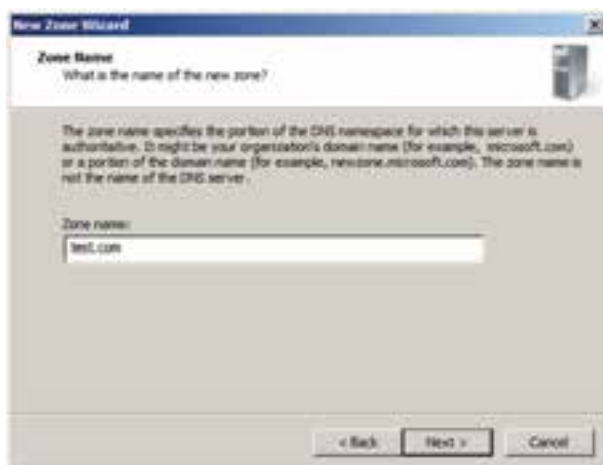 New Zone Wizard
Zone Name
What is the name of the new zone?
The zone name specifies the portion of the DNS namespace for which this server is
authoritative. It might be your organization's domain name (for example, microsoft.com)
or a portion of the domain name (for example, newzone.microsoft.com). The zone name is
not the name of the DNS server.
Zone name:
test.com
< Back
Next >
Cancel